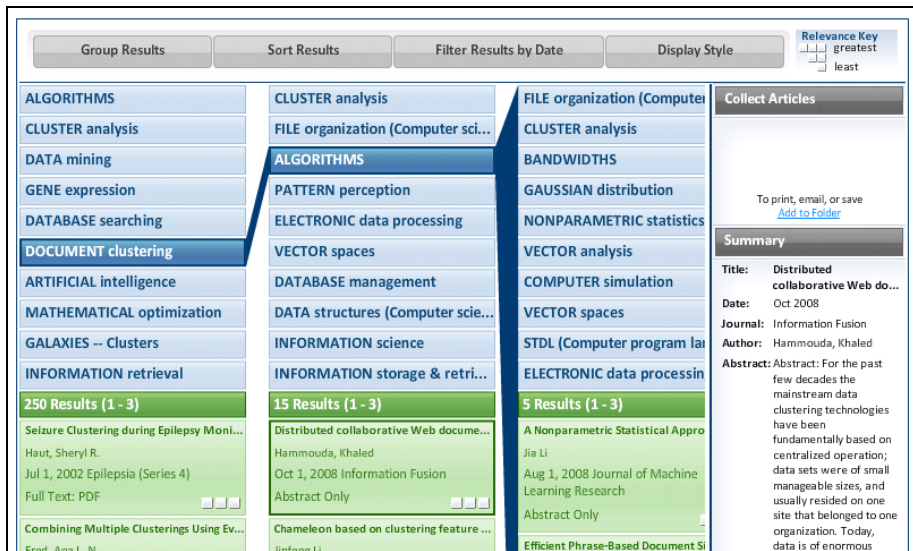 Group Results
Sort Results
Filter Results by Date
Display Style
Relevance Key
greatest
least
ALGORITHMS
CLUSTER analysis
DATA mining
GENE expression
DATABASE searching
DOCUMENT clustering
ARTIFICIAL intelligence
MATHEMATICAL optimization
GALAXIES -- Clusters
INFORMATION retrieval
250 Results (1 - 3)
Seizure Clustering during Epilepsy Moni...
Haut, Sheryl R.
Jul 1, 2002 Epilepsia (Series 4)
Full Text: PDF
Combining Multiple Clusterings Using Ev...
Fred, Ana L. N.
CLUSTER analysis
FILE organization (Computer sci...
ALGORITHMS
PATTERN perception
ELECTRONIC data processing
VECTOR spaces
DATABASE management
DATA structures (Computer scie...
INFORMATION science
INFORMATION storage & retri...
15 Results (1 - 3)
Distributed collaborative Web docume...
Hammouda, Khaled
Oct 1, 2008 Information Fusion
Abstract Only
Chameleon based on clustering feature ...
Jinfeng Li
FILE organization (Computer
CLUSTER analysis
BANDWIDTHS
GAUSSIAN distribution
NONPARAMETRIC statistics
VECTOR analysis
COMPUTER simulation
VECTOR spaces
STDL (Computer program lan
ELECTRONIC data processin
5 Results (1 - 3)
A Nonparametric Statistical Appro
Jia Li
Aug 1, 2008 Journal of Machine
Learning Research
Abstract Only
Efficient Phrase-Based Document Si
Collect Articles
To print, email, or save
Add to Folder
Summary
Title: Distributed
collaborative Web do...
Date: Oct 2008
Journal: Information Fusion
Author: Hammouda, Khaled
Abstract: Abstract: For the past
few decades the
mainstream data
clustering technologies
have been
fundamentally based on
centralized operation;
data sets were of small
manageable sizes, and
usually resided on one
site that belonged to one
organization. Today,
data is of enormous